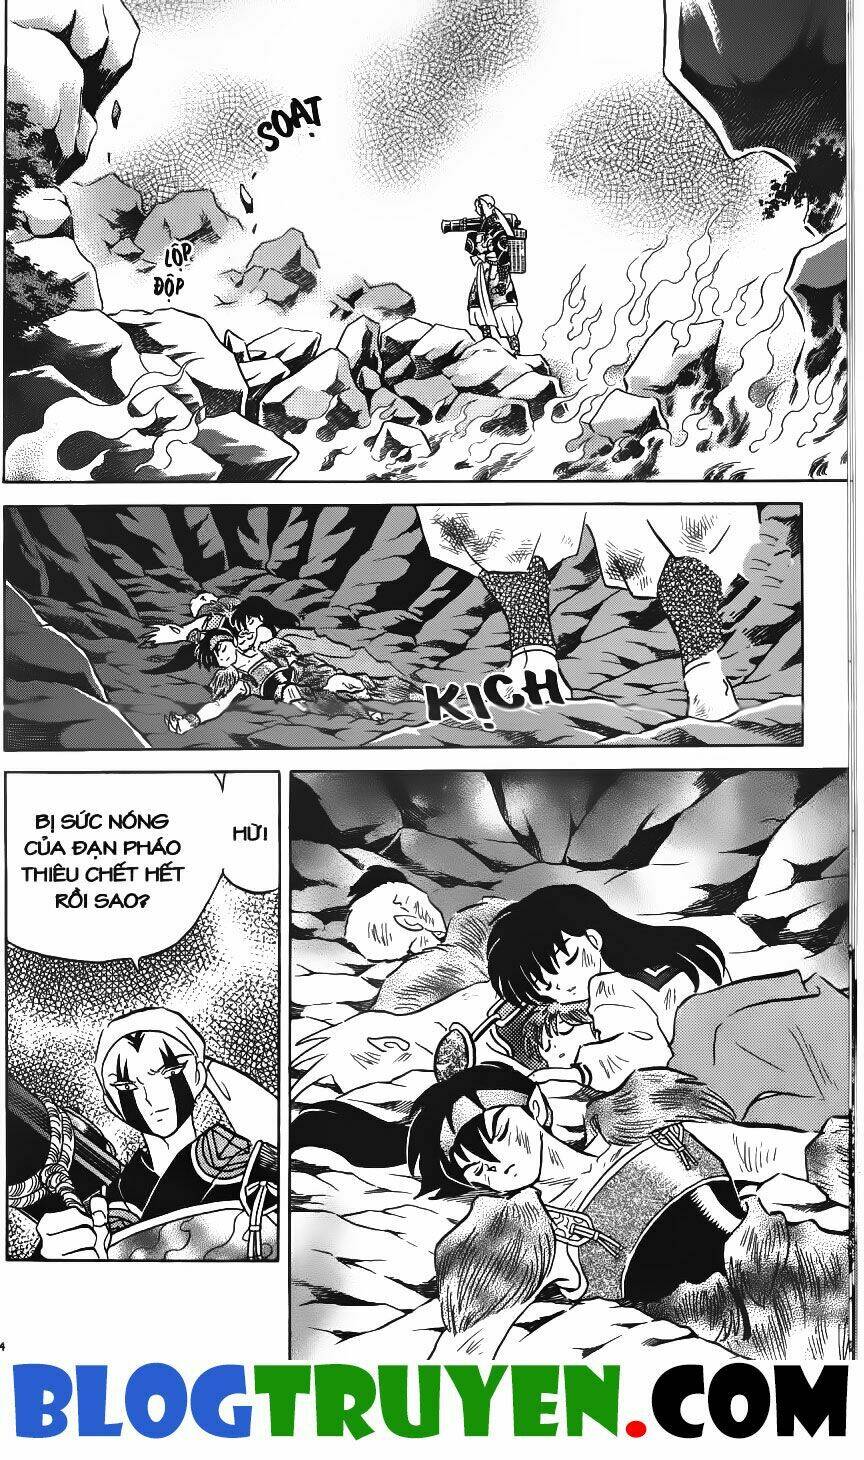 SOẠT
LỘP
ĐỘP
KỊCH
HỪ!
BỊ SỨC NÓNG
CỦA ĐẠN PHÁO
THIÊU CHẾT HẾT
RỒI SAO?
4
BLOGTRUYEN.COM